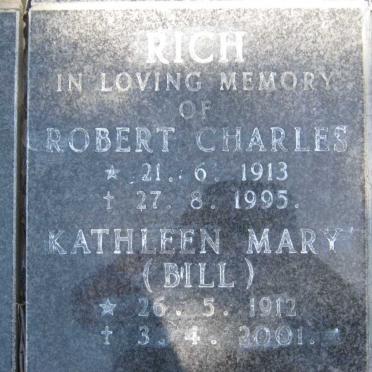 RICH
IN LOVING MEMORY
OF
ROBERT CHARLES
★ 21. 6. 1913
† 27. 8. 1995.
KATHLEEN MARY
(BILL)
★ 26. 5. 1912
† 3. 4. 2001.